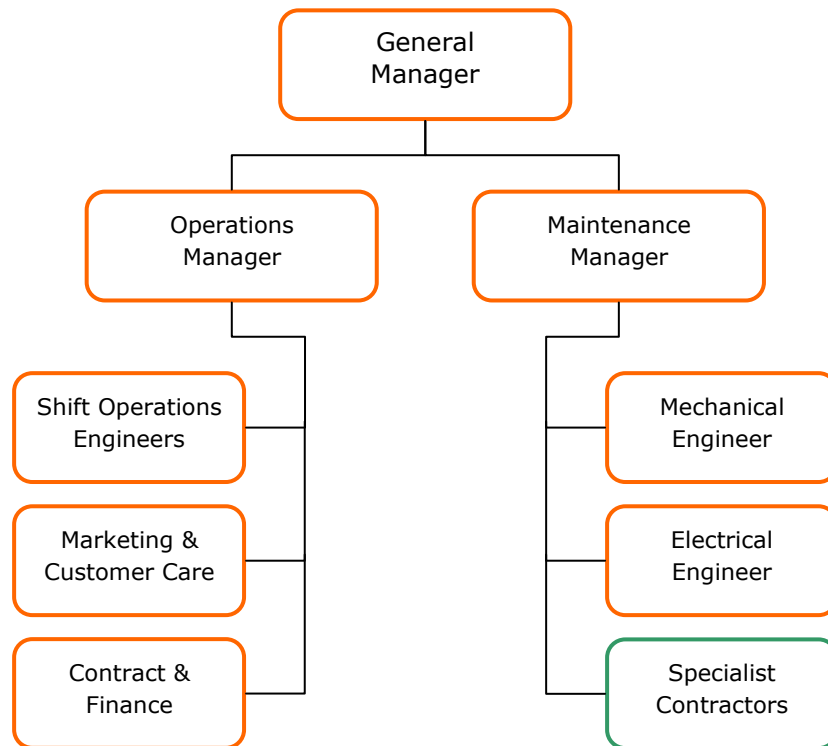 General
Manager
Operations
Manager
Maintenance
Manager
Shift Operations
Engineers
Mechanical
Engineer
Marketing &
Customer Care
Electrical
Engineer
Contract &
Finance
Specialist
Contractors